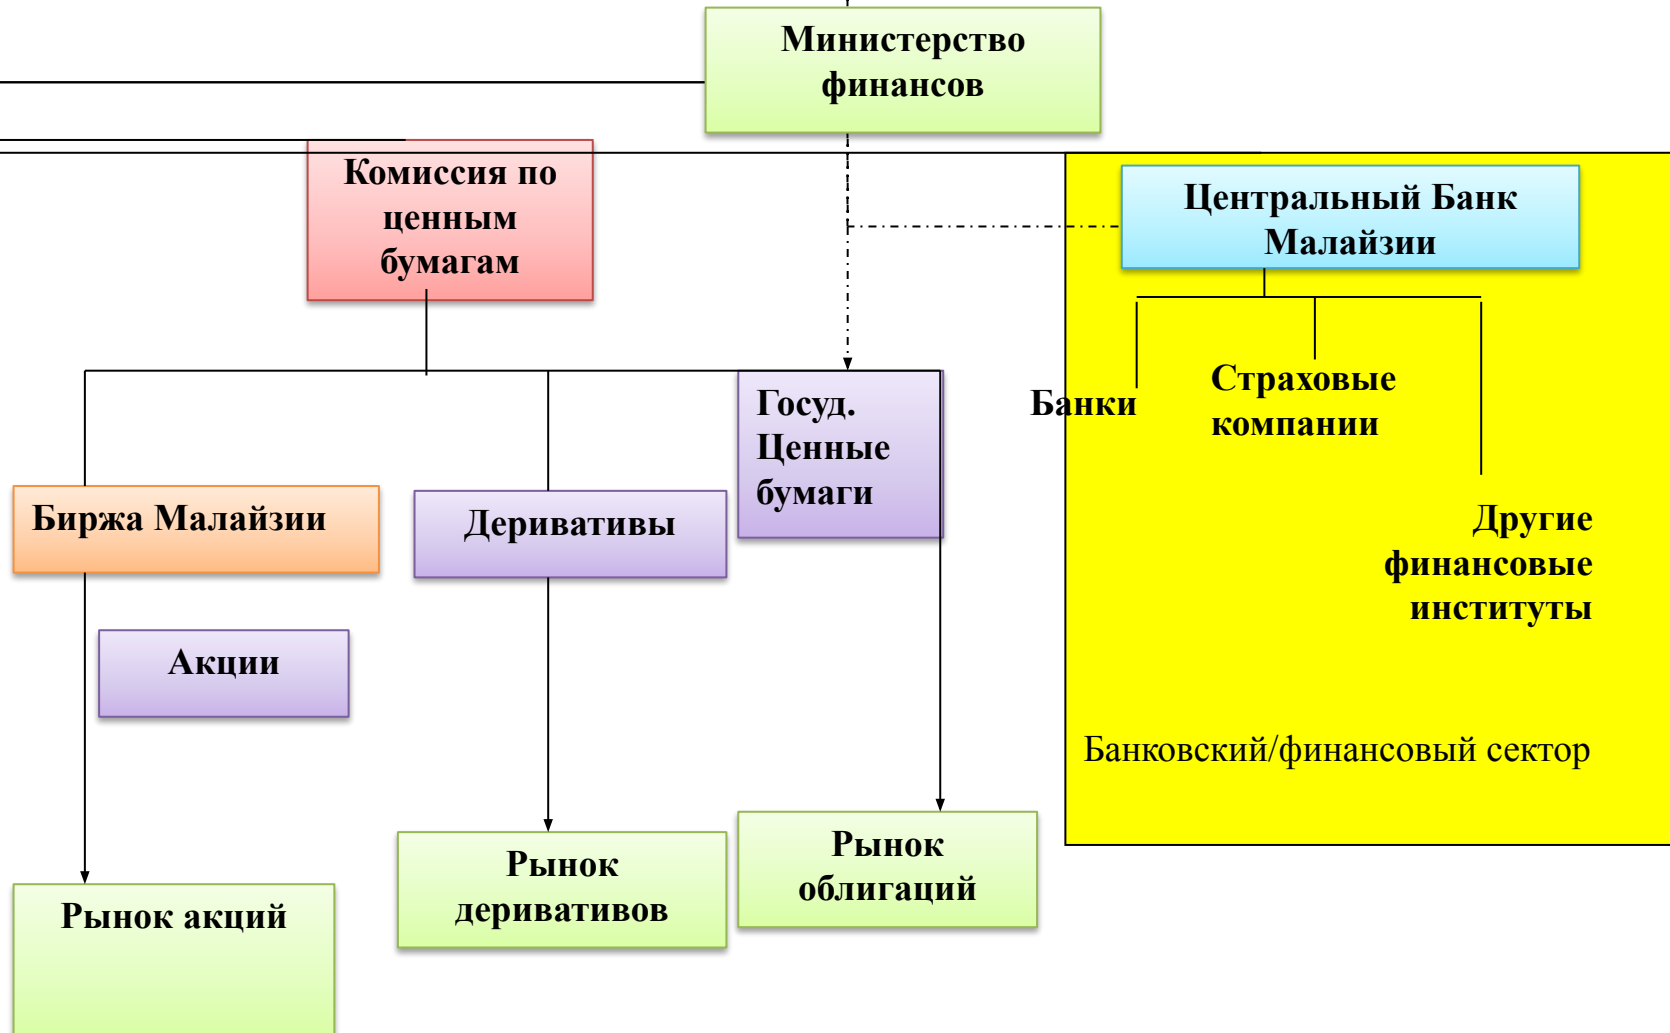 Министерство
финансов
Комиссия по
ценным
бумагам
Центральный Банк
Малайзии
Банки
Страховые
компании
Другие
финансовые
институты
Банковский/финансовый сектор
Госуд.
Ценные
бумаги
Биржа Малайзии
Деривативы
Акции
Рынок акций
Рынок
деривативов
Рынок
облигаций